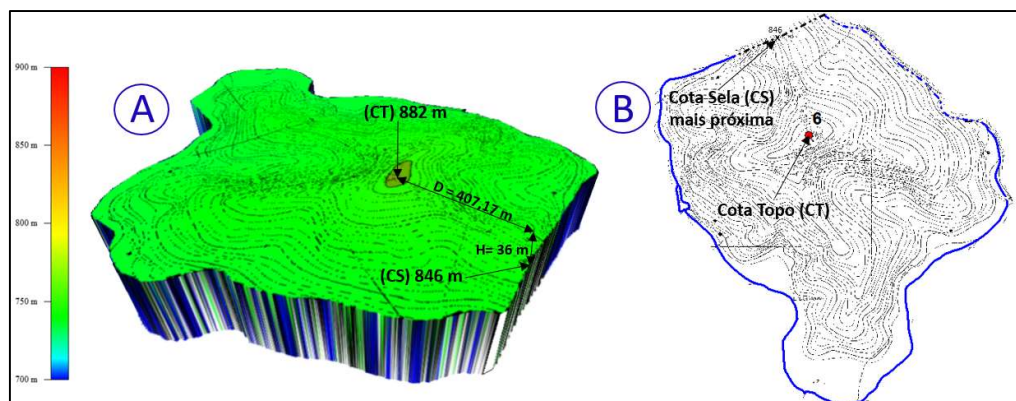 900 m
850 m
800 m
750 m
700 m
A
(CT) 882 m
D = 407,17 m
H= 36 m
(CS) 846 m
B
846
Cota Sela (CS)
mais próxima
6
Cota Topo (CT)